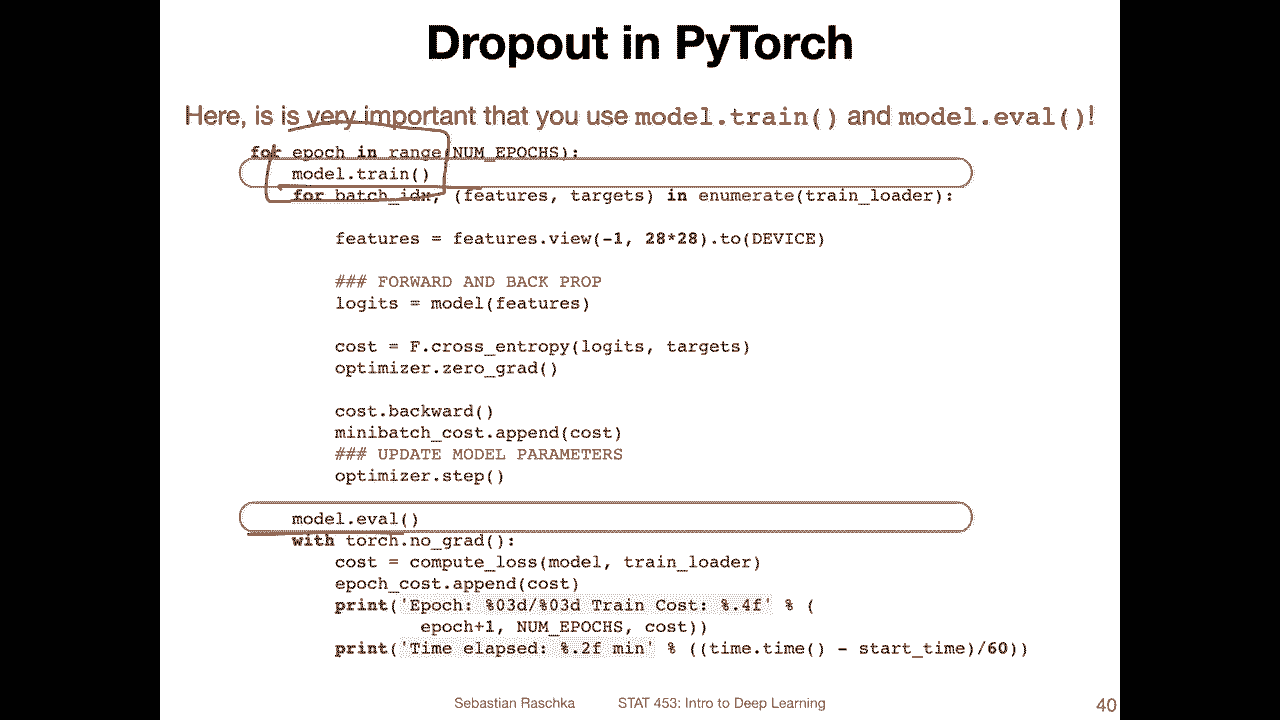 Dropout in PyTorch
Here, is is very important that you use model.train() and model.eval()!
for epoch in range(NUM_EPOCHS):
model.train()
for batch_idx, (features, targets) in enumerate(train_loader):
features = features.view(-1, 28*28).to(DEVICE)
### FORWARD AND BACK PROP
logits = model(features)
cost = F.cross_entropy(logits, targets)
optimizer.zero_grad()
cost.backward()
minibatch_cost.append(cost)
### UPDATE MODEL PARAMETERS
optimizer.step()
model.eval()
with torch.no_grad():
cost = compute_loss(model, train_loader)
epoch_cost.append(cost)
print('Epoch: %03d/%03d Train Cost: %.4f' % (
epoch+1, NUM_EPOCHS, cost))
print('Time elapsed: %.2f min' % ((time.time() - start_time)/60))
Sebastian Raschka STAT 453: Intro to Deep Learning 40